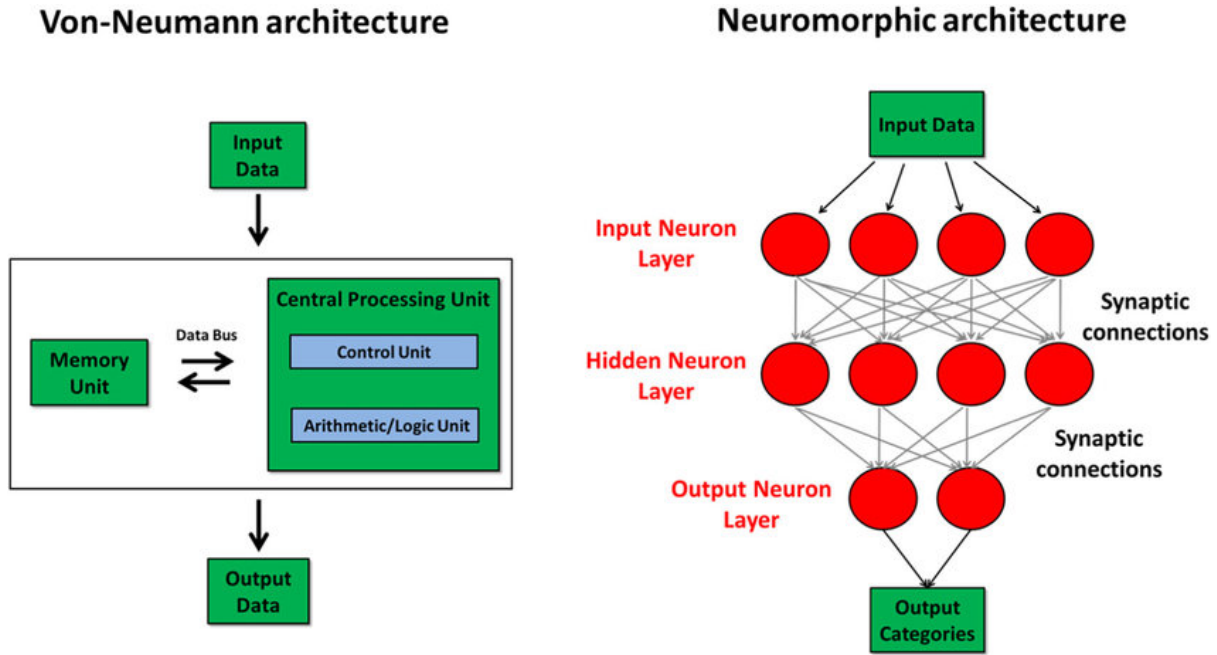 Von-Neumann architecture
Input
Data
Central Processing Unit
Data Bus
Control Unit
Memory
Unit
Arithmetic/Logic Unit
Output
Data
Neuromorphic architecture
Input Data
Input Neuron
Layer
Synaptic
connections
Hidden Neuron
Layer
Synaptic
connections
Output Neuron
Layer
Output
Categories